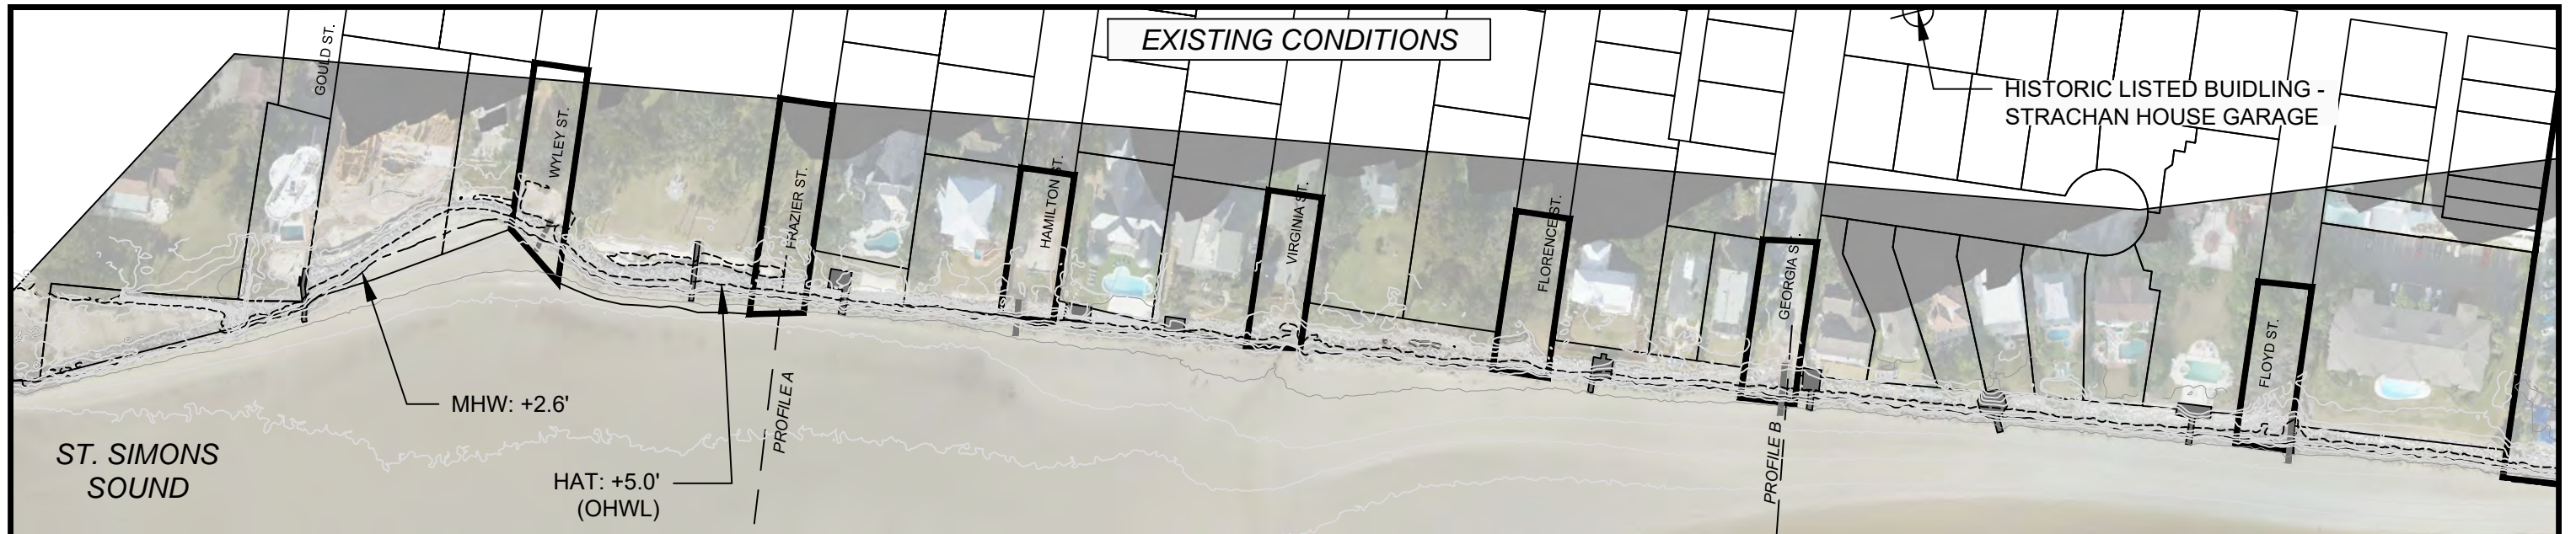 EXISTING CONDITIONS
GOULD ST.
WYLEY ST.
FRAZIER ST.
HAMILTON ST.
VIRGINIA ST.
FLORENCE ST.
GEORGIA ST.
FLOYD ST.
HISTORIC LISTED BUIDLING -
STRACHAN HOUSE GARAGE
MHW: +2.6'
HAT: +5.0'
(OHWL)
PROFILE A
PROFILE B
ST. SIMONS
SOUND